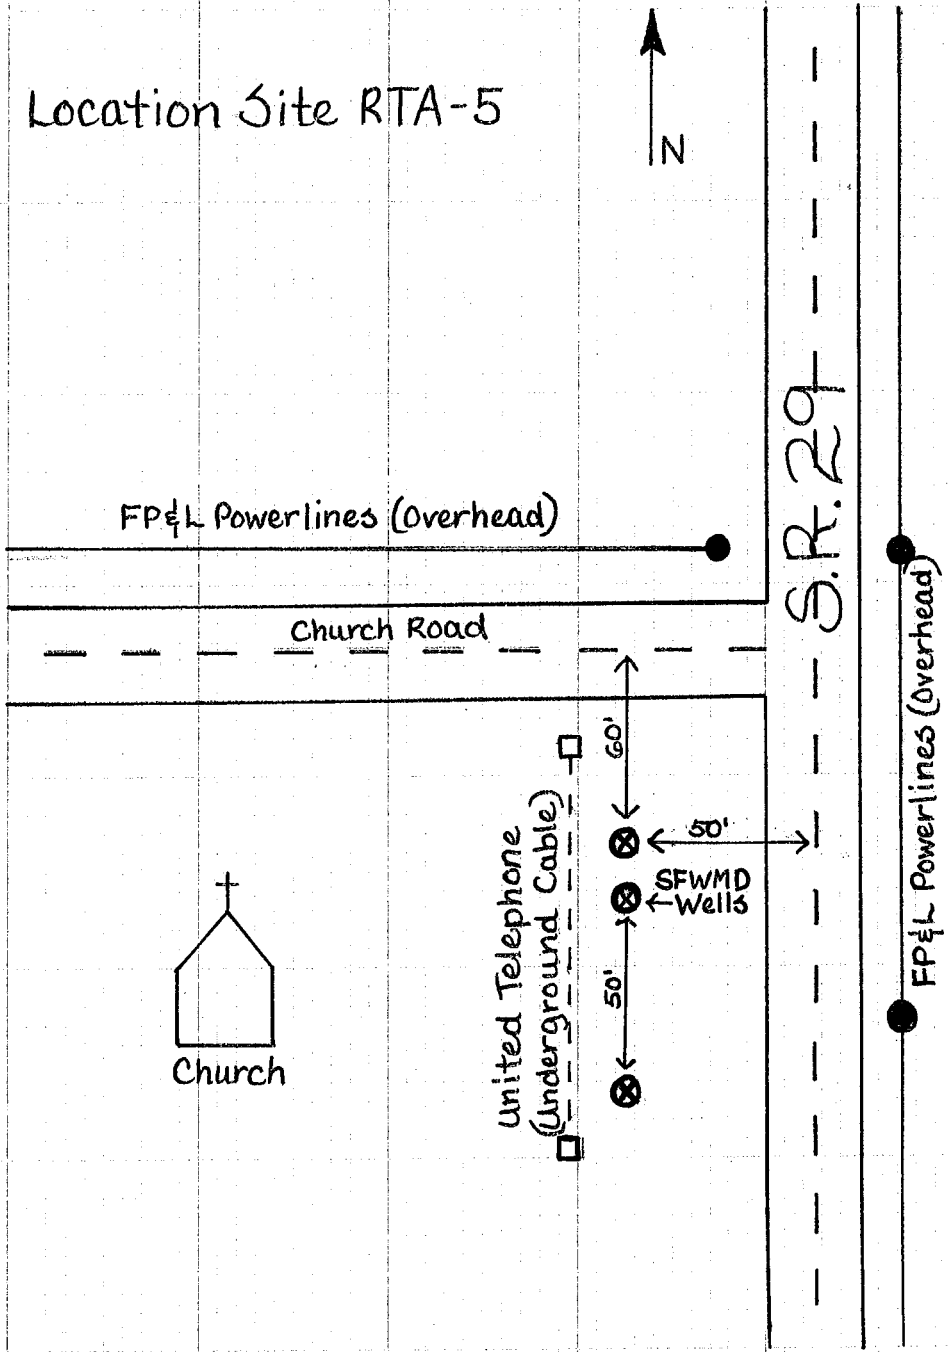 Location Site RTA-5
N
S.R.29
FP&L Powerlines (Overhead)
Church Road
60'
50'
SFWMD
Wells
50'
United Telephone
(Underground Cable)
Church
FP&L Powerlines (Overhead)